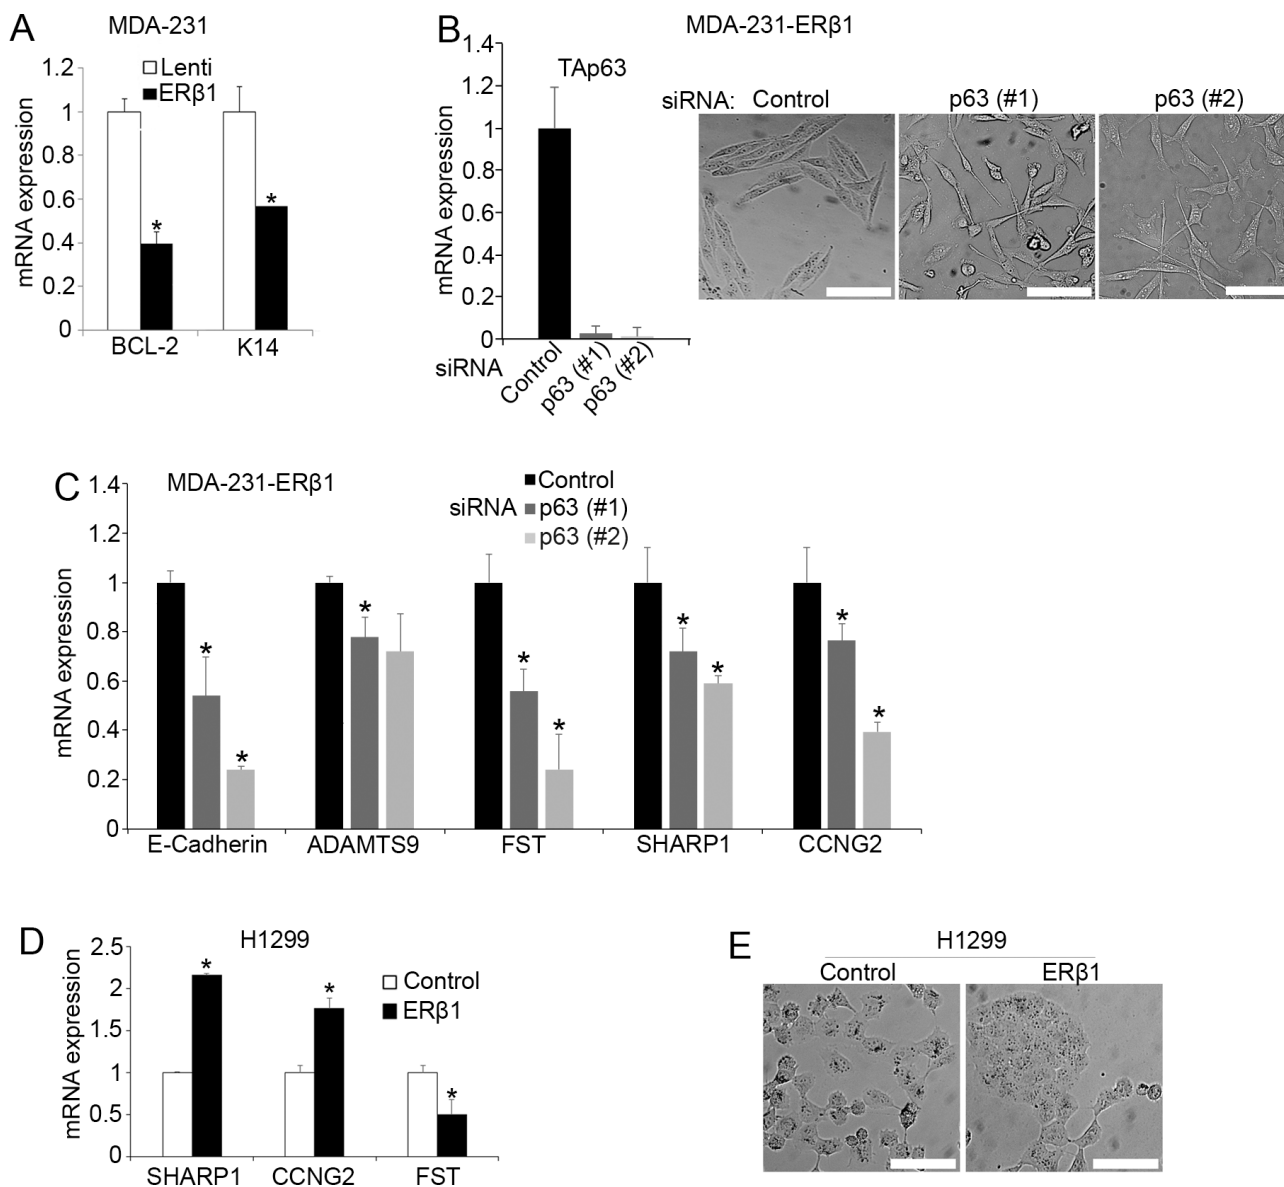 A
MDA-231
Lenti
ERβ1
mRNA expression
1.2
1
0.8
0.6
0.4
0.2
0
*
*
BCL-2
K14
B
MDA-231-ERβ1
TAp63
mRNA expression
1.4
1.2
1
0.8
0.6
0.4
0.2
0
siRNA
Control
p63 (#1)
p63 (#2)
siRNA: Control p63 (#1) p63 (#2)
C
MDA-231-ERβ1
Control
siRNA p63 (#1)
p63 (#2)
mRNA expression
1.4
1.2
1
0.8
0.6
0.4
0.2
0
*
*
*
*
*
*
*
*
*
E-Cadherin
ADAMTS9
FST
SHARP1
CCNG2
D
H1299
Control
ERβ1
mRNA expression
2.5
2
1.5
1
0.5
0
*
*
*
SHARP1
CCNG2
FST
E
H1299
Control
ERβ1